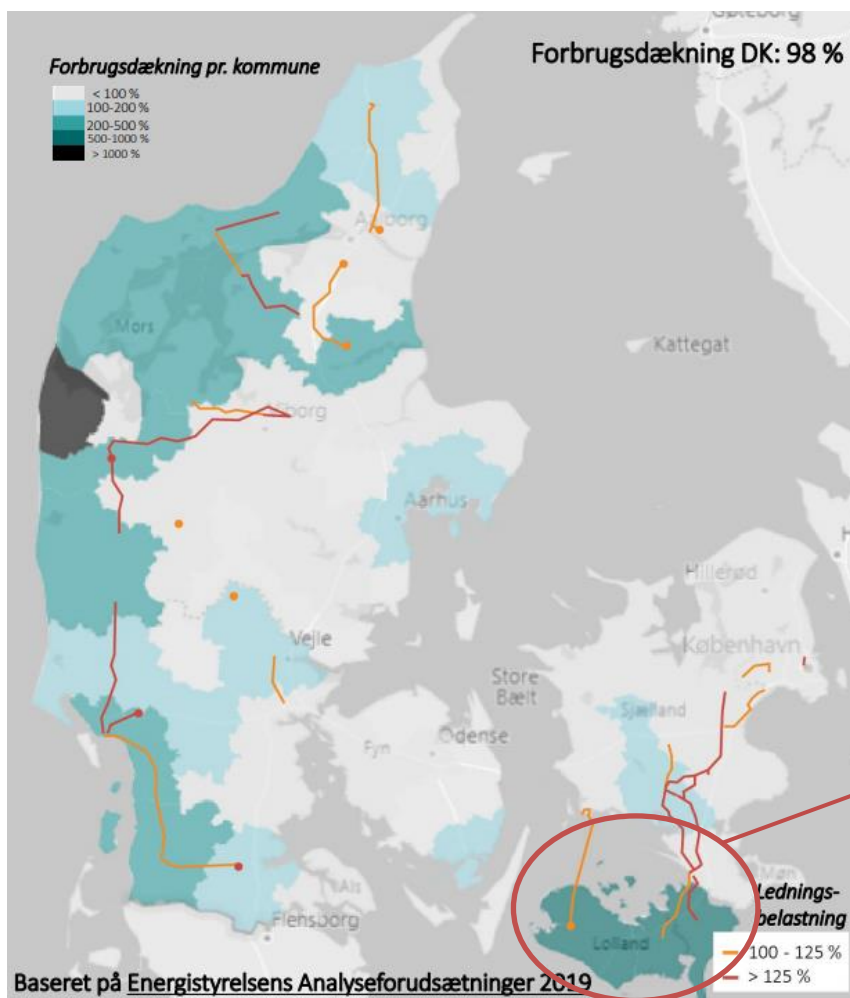 Gøteborg
Forbrugsdækning DK: 98 %
Forbrugsdækning pr. kommune
< 100 %
100-200 %
200-500 %
500-1000 %
> 1000 %
Aalborg
Mors
Kattegat
Aarhus
Hillerød
Vejle
København
Store
Bælt
Sjælland
Odense
Fyn
Møn
Als
Flensborg
Lolland
Lednings-
belastning
100 - 125 %
> 125 %
Baseret på Energistyrelsens Analyseforudsætninger 2019